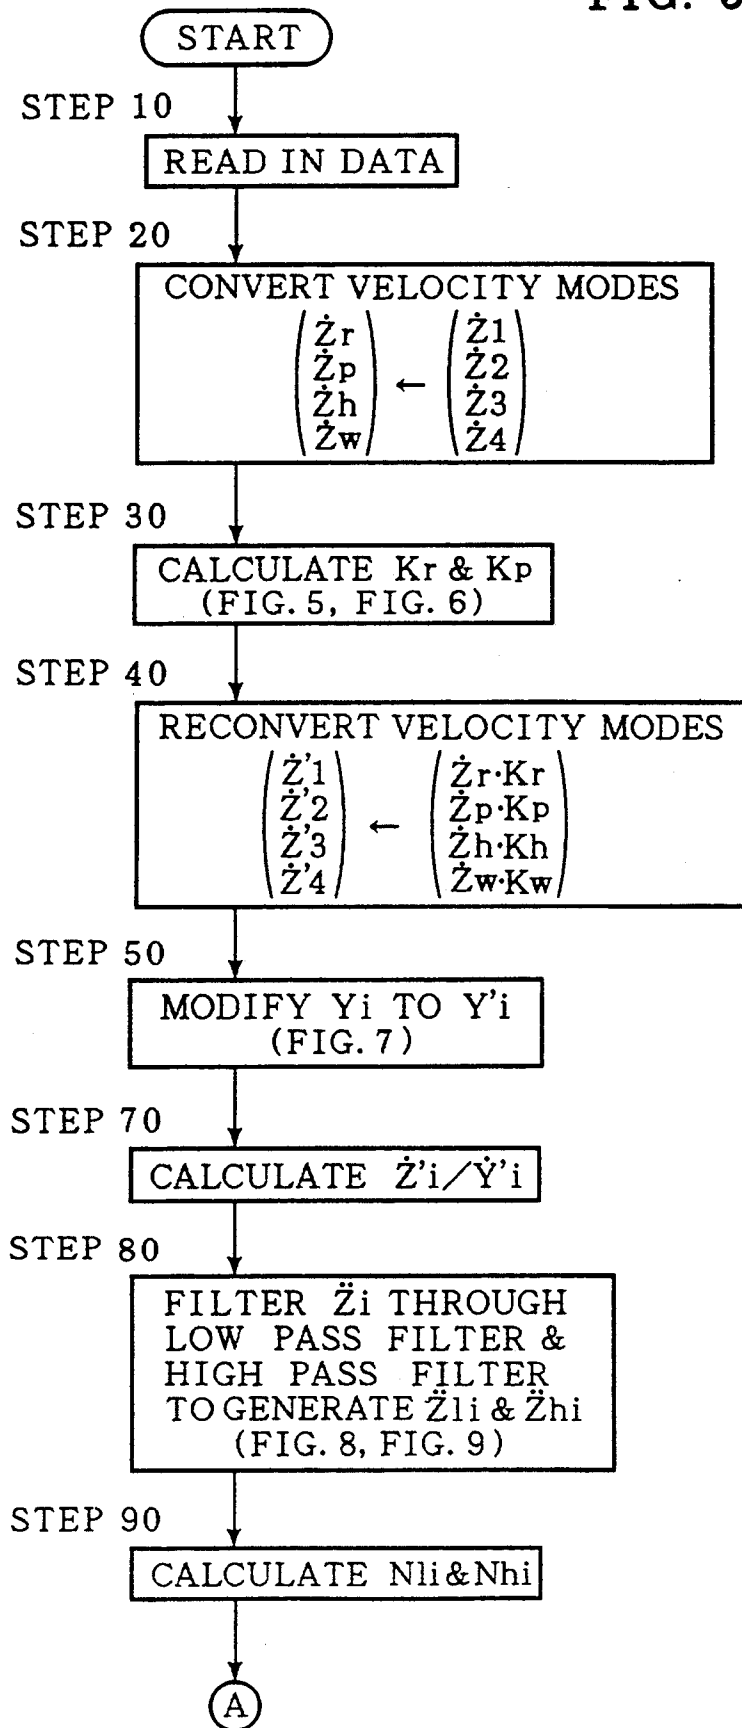 FIG.
START
STEP 10
READ IN DATA
STEP 20
CONVERT VELOCITY MODES
Żr Ż1
Żp ← Ż2
Żh Ż3
Żw Ż4
STEP 30
CALCULATE Kr & Kp
(FIG. 5, FIG. 6)
STEP 40
RECONVERT VELOCITY MODES
Ż'1 Żr·Kr
Ż'2 ← Żp·Kp
Ż'3 Żh·Kh
Ż'4 Żw·Kw
STEP 50
MODIFY Yi TO Y'i
(FIG. 7)
STEP 70
CALCULATE Ż'i/Ẏ'i
STEP 80
FILTER Z̈i THROUGH
LOW PASS FILTER &
HIGH PASS FILTER
TO GENERATE Z̈li & Z̈hi
(FIG. 8, FIG. 9)
STEP 90
CALCULATE Nli&Nhi
A